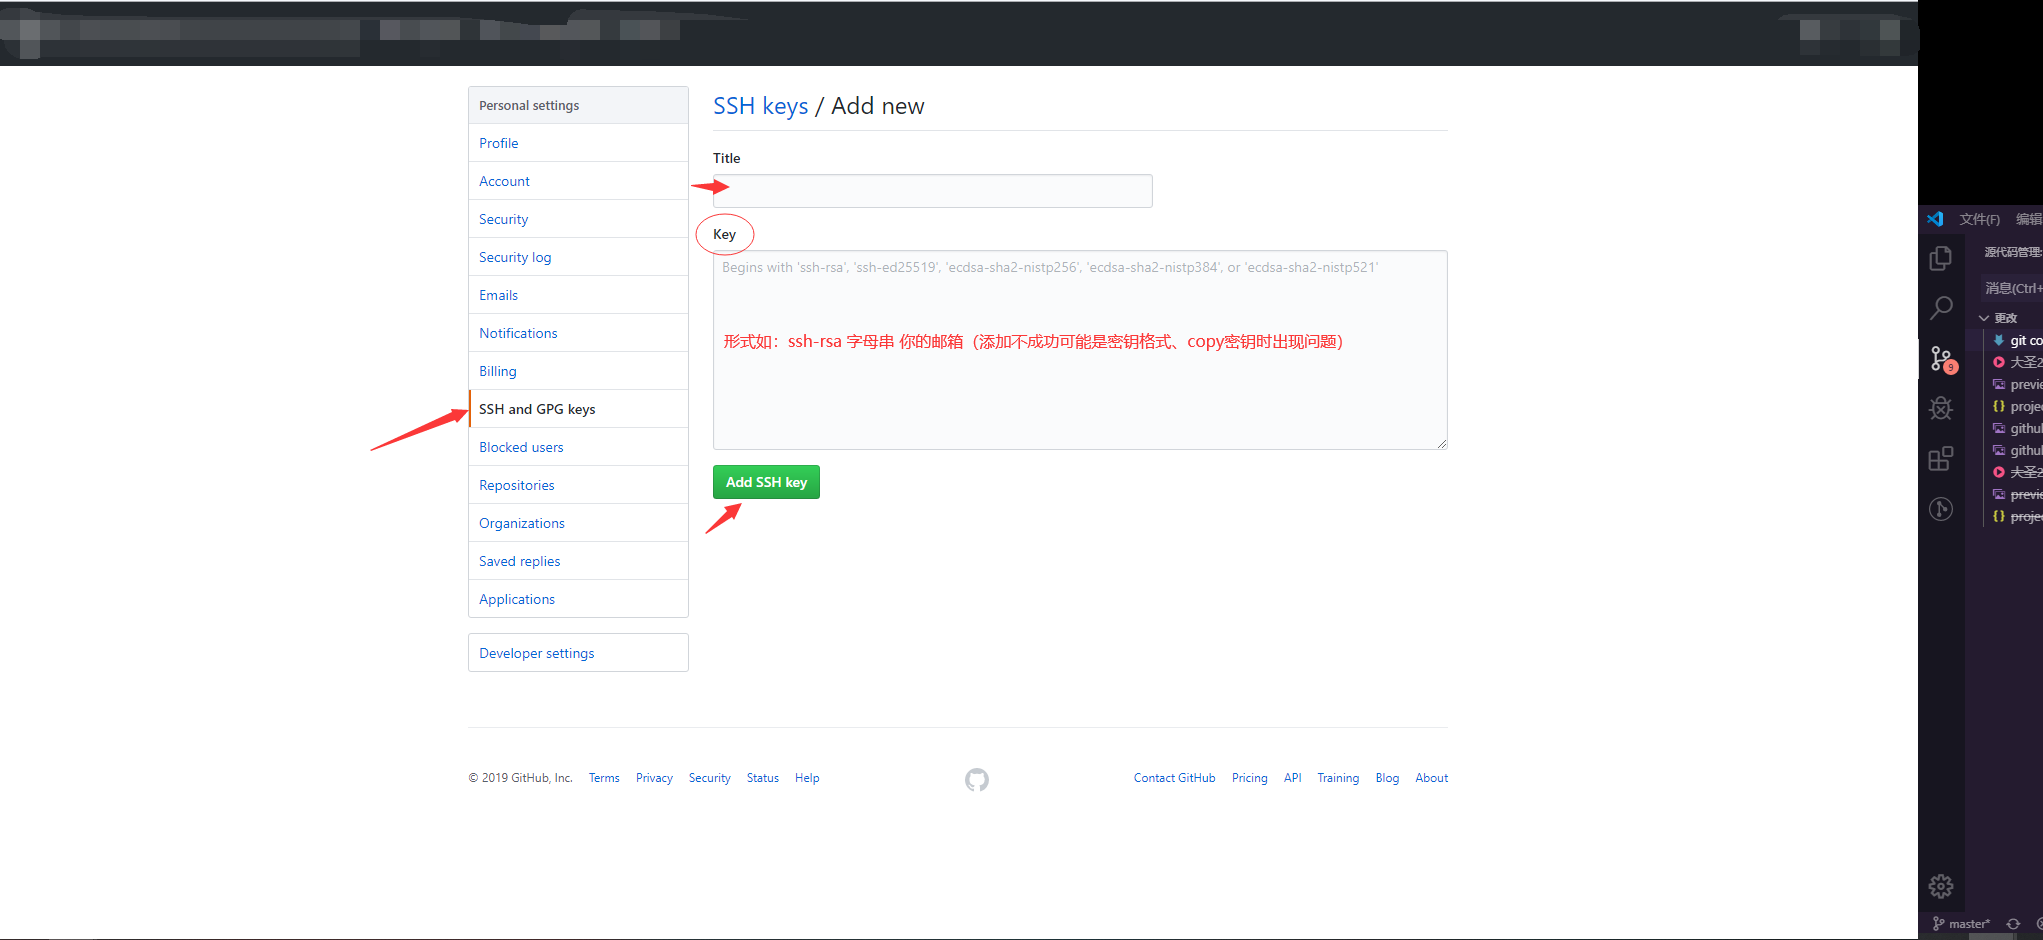 Personal settings
Profile
Account
Security
Security log
Emails
Notifications
Billing
SSH and GPG keys
Blocked users
Repositories
Organizations
Saved replies
Applications
Developer settings
SSH keys / Add new
Title
Key
Begins with 'ssh-rsa', 'ssh-ed25519', 'ecdsa-sha2-nistp256', 'ecdsa-sha2-nistp384', or 'ecdsa-sha2-nistp521'
形式如：ssh-rsa 字母串 你的邮箱（添加不成功可能是密钥格式、copy密钥时出现问题）
Add SSH key
© 2019 GitHub, Inc. Terms Privacy Security Status Help
Contact GitHub Pricing API Training Blog About
文件(F) 编辑
源代码管理:
消息(Ctrl+
更改
git co
大圣2
previe
projec
github
github
大圣2
previe
projec
9
master*